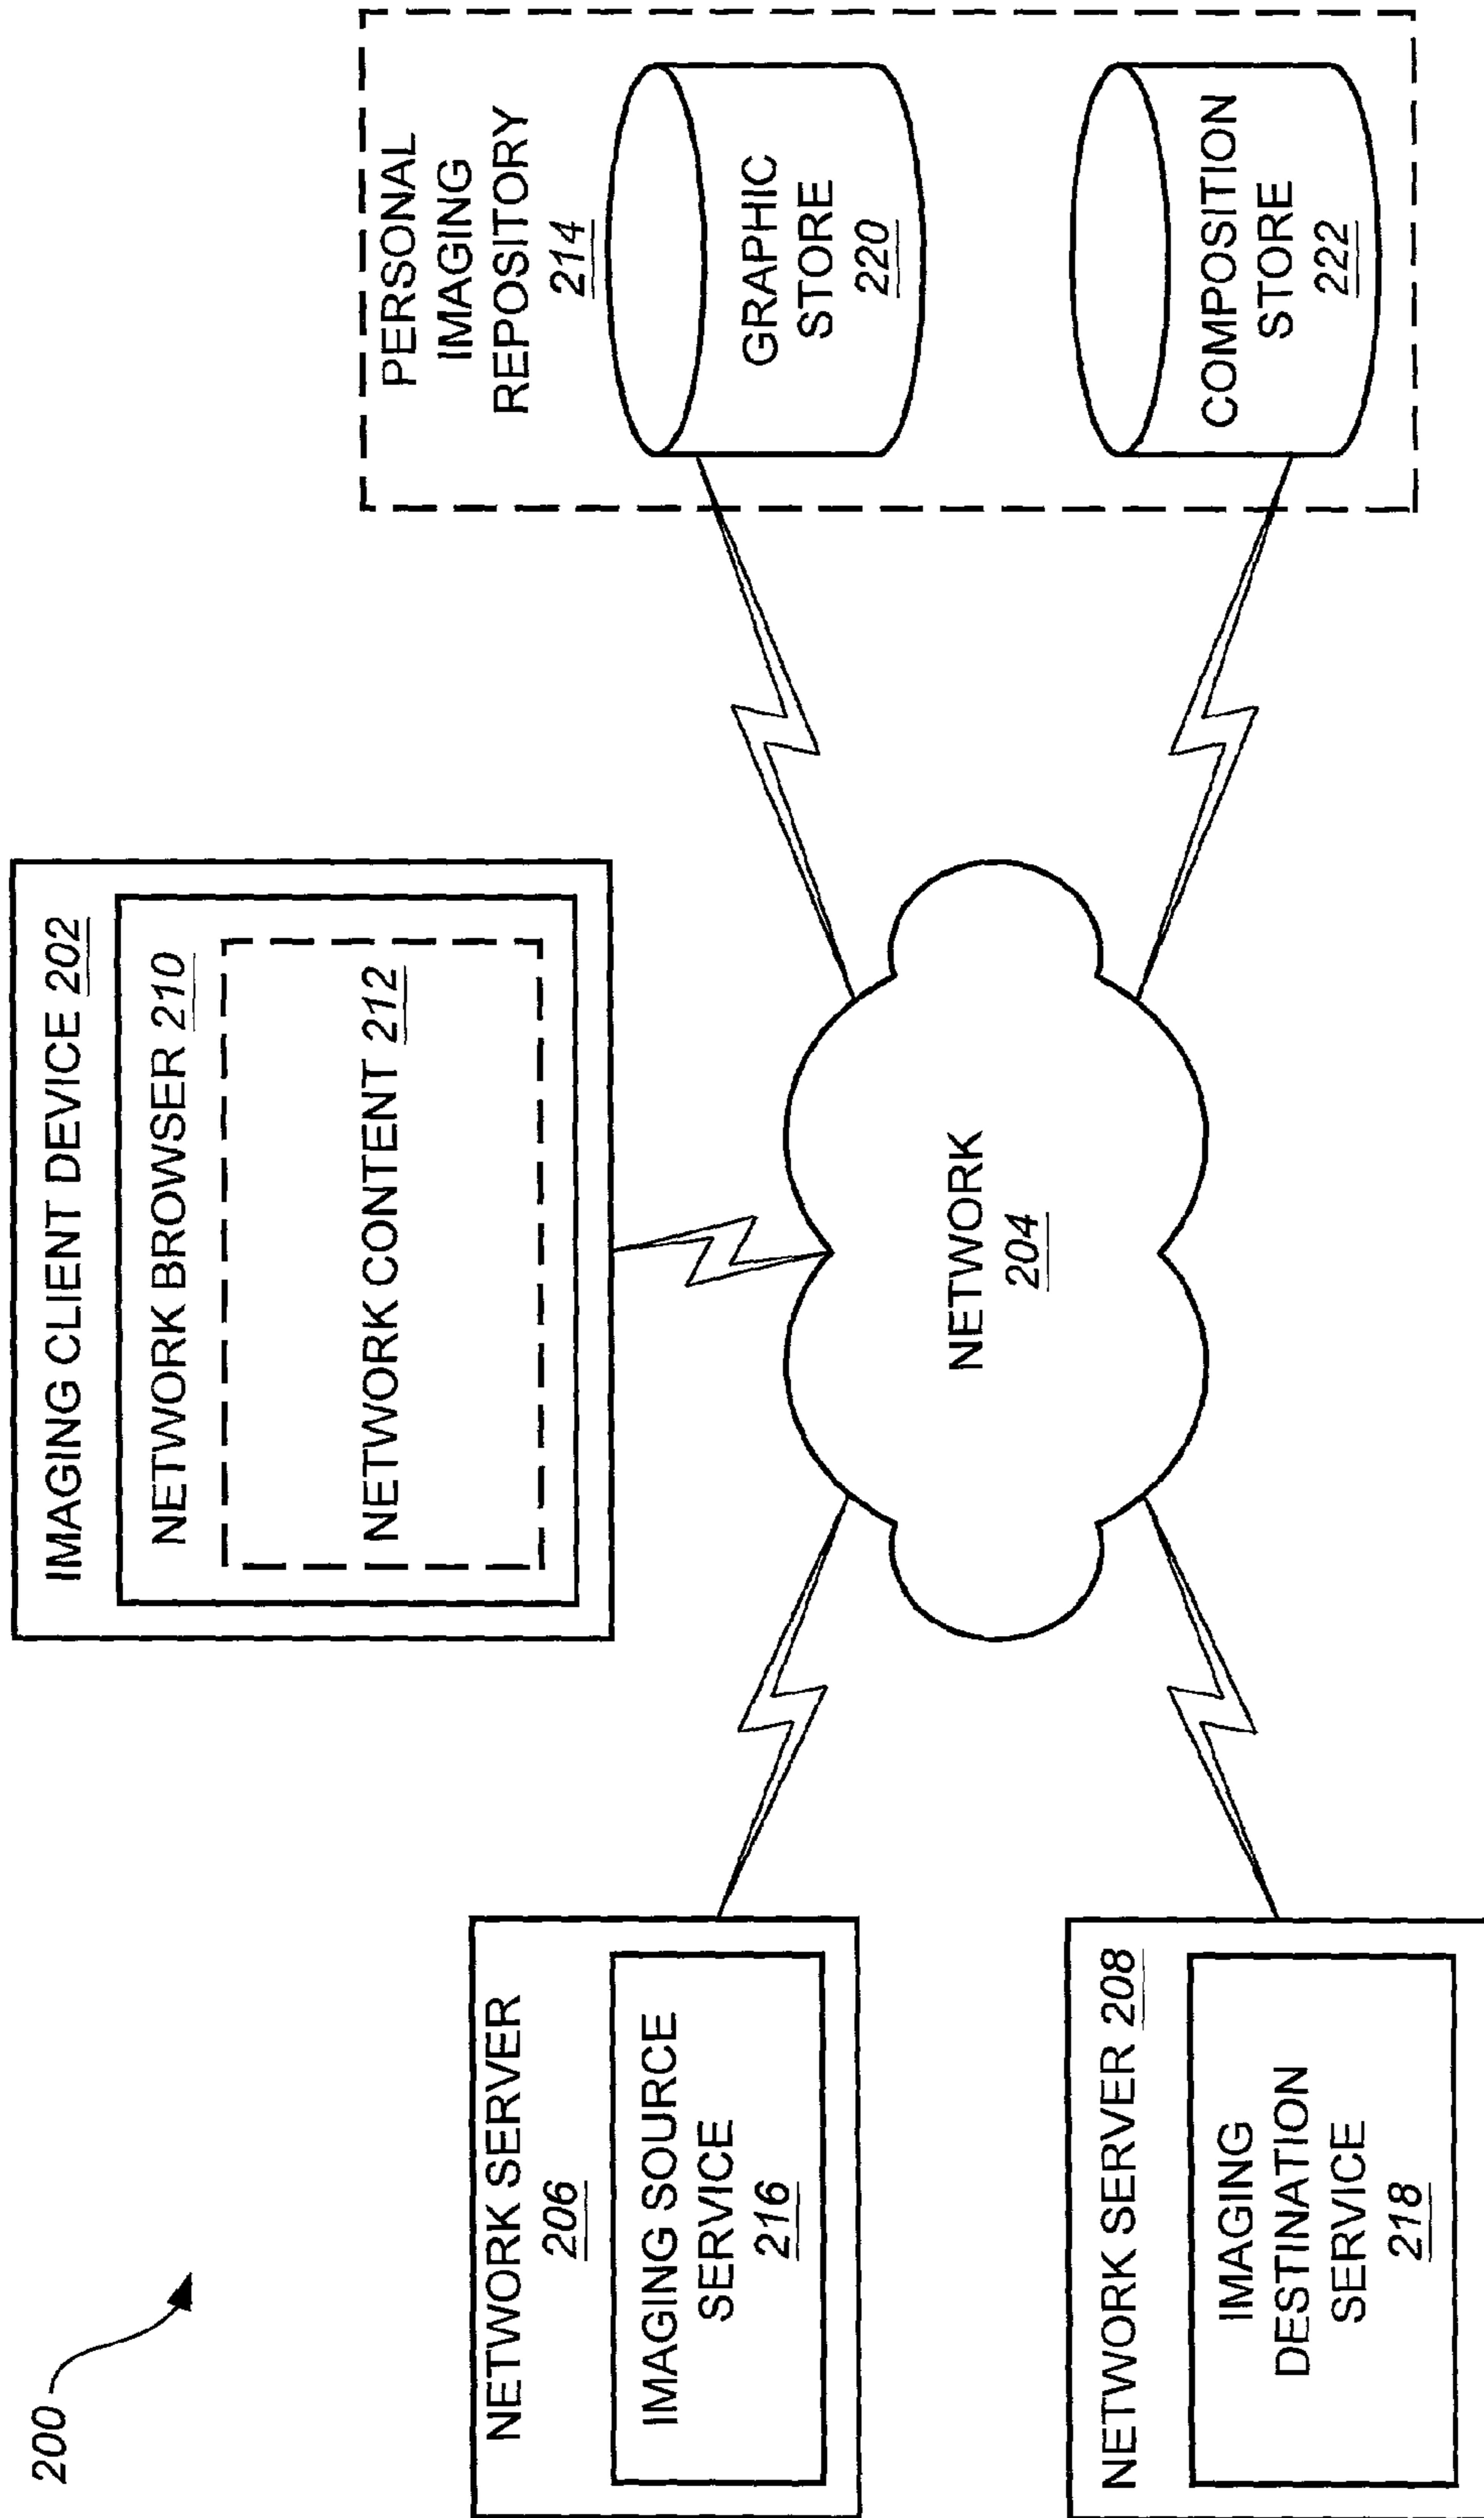 200
IMAGING CLIENT DEVICE 202
NETWORK BROWSER 210
NETWORK CONTENT 212
PERSONAL
IMAGING
REPOSITORY
214
GRAPHIC
STORE
220
COMPOSITION
STORE
222
NETWORK
204
NETWORK SERVER
206
IMAGING SOURCE
SERVICE
216
NETWORK SERVER 208
IMAGING
DESTINATION
SERVICE
218